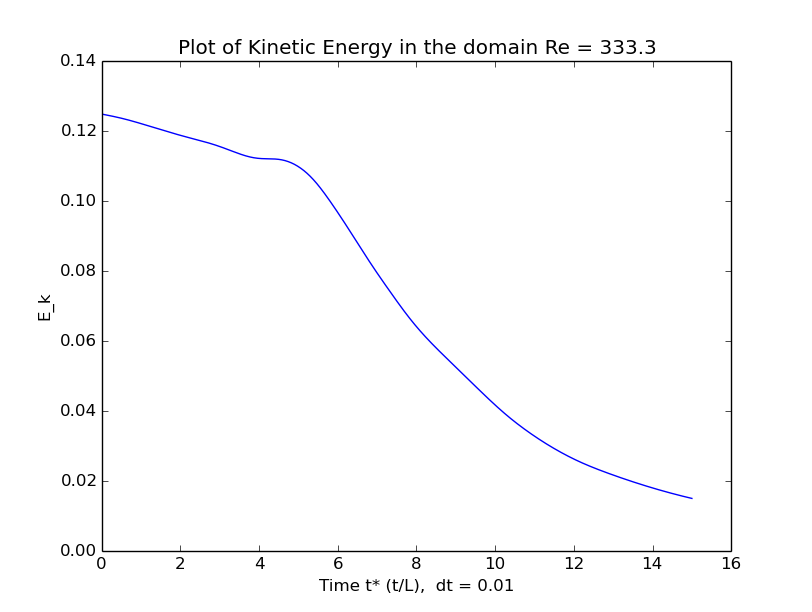 Plot of Kinetic Energy in the domain Re = 333.3
0.14
0.12
0.10
0.08
0.06
0.04
0.02
0.00
E_k
0 2 4 6 8 10 12 14 16
Time t* (t/L),  dt = 0.01